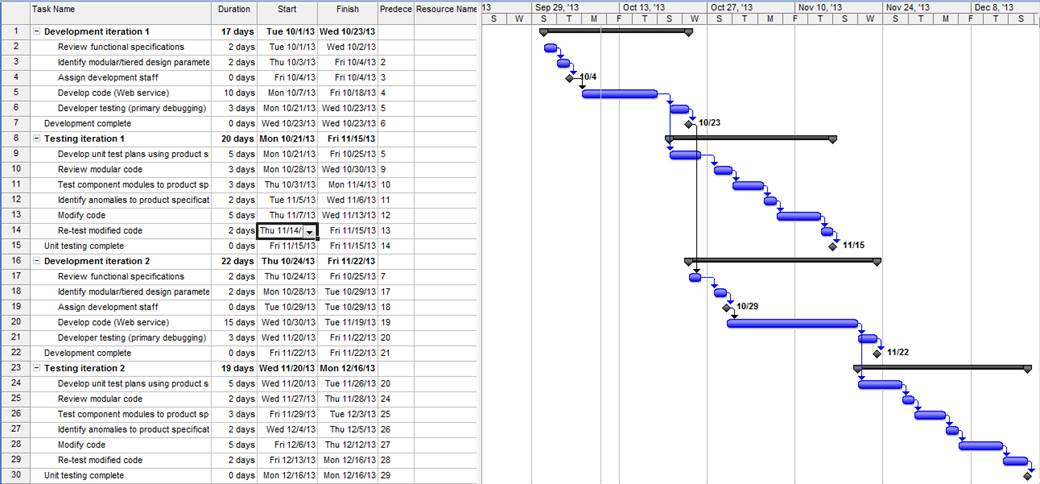 Task Name Duration Start Finish Predece Resource Name 13 Sep 29, '13 Oct 13, '13 Oct 27, '13 Nov 10, '13 Nov 24, '13 Dec 8, '13
S W S T M F T S W S T M F T S W S T M F T S
1 Development iteration 1 17 days Tue 10/1/13 Wed 10/23/13
2 Review functional specifications 2 days Tue 10/1/13 Wed 10/2/13
3 Identify modular/tiered design paramete 2 days Thu 10/3/13 Fri 10/4/13 2
4 Assign development staff 0 days Fri 10/4/13 Fri 10/4/13 3 10/4
5 Develop code (Web service) 10 days Mon 10/7/13 Fri 10/18/13 4
6 Developer testing (primary debugging) 3 days Mon 10/21/13 Wed 10/23/13 5
7 Development complete 0 days Wed 10/23/13 Wed 10/23/13 6 10/23
8 Testing iteration 1 20 days Mon 10/21/13 Fri 11/15/13
9 Develop unit test plans using product s 5 days Mon 10/21/13 Fri 10/25/13 5
10 Review modular code 3 days Mon 10/28/13 Wed 10/30/13 9
11 Test component modules to product sp 3 days Thu 10/31/13 Mon 11/4/13 10
12 Identify anomalies to product specificat 2 days Tue 11/5/13 Wed 11/6/13 11
13 Modify code 5 days Thu 11/7/13 Wed 11/13/13 12
14 Re-test modified code 2 days Thu 11/14/ Fri 11/15/13 13
15 Unit testing complete 0 days Fri 11/15/13 Fri 11/15/13 14 11/15
16 Development iteration 2 22 days Thu 10/24/13 Fri 11/22/13
17 Review functional specifications 2 days Thu 10/24/13 Fri 10/25/13 7
18 Identify modular/tiered design paramete 2 days Mon 10/28/13 Tue 10/29/13 17
19 Assign development staff 0 days Tue 10/29/13 Tue 10/29/13 18 10/29
20 Develop code (Web service) 15 days Wed 10/30/13 Tue 11/19/13 19
21 Developer testing (primary debugging) 3 days Wed 11/20/13 Fri 11/22/13 20
22 Development complete 0 days Fri 11/22/13 Fri 11/22/13 21 11/22
23 Testing iteration 2 19 days Wed 11/20/13 Mon 12/16/13
24 Develop unit test plans using product s 5 days Wed 11/20/13 Tue 11/26/13 20
25 Review modular code 2 days Wed 11/27/13 Thu 11/28/13 24
26 Test component modules to product sp 3 days Fri 11/29/13 Tue 12/3/13 25
27 Identify anomalies to product specificat 2 days Wed 12/4/13 Thu 12/5/13 26
28 Modify code 5 days Fri 12/6/13 Thu 12/12/13 27
29 Re-test modified code 2 days Fri 12/13/13 Mon 12/16/13 28
30 Unit testing complete 0 days Mon 12/16/13 Mon 12/16/13 29